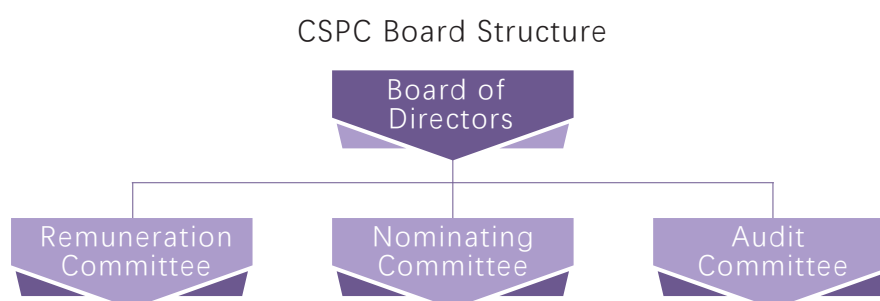 CSPC Board Structure
Board of
Directors
Remuneration
Committee
Nominating
Committee
Audit
Committee